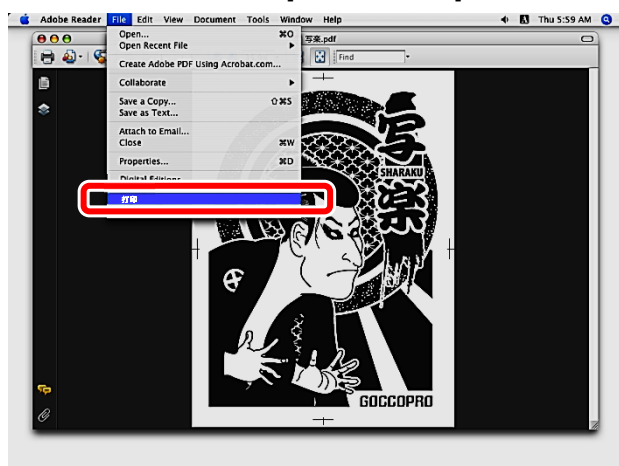 Adobe Reader File Edit View Document Tools Window Help Thu 5:59 AM
写楽.pdf
Open... ⌘O
Open Recent File ▶
Create Adobe PDF Using Acrobat.com...
Find
Collaborate ▶
Save a Copy... ⇧⌘S
Save as Text...
Attach to Email...
Close ⌘W
Properties... ⌘D
Digital Editions
打印
写
SHARAKU
楽
GOCCOPRO